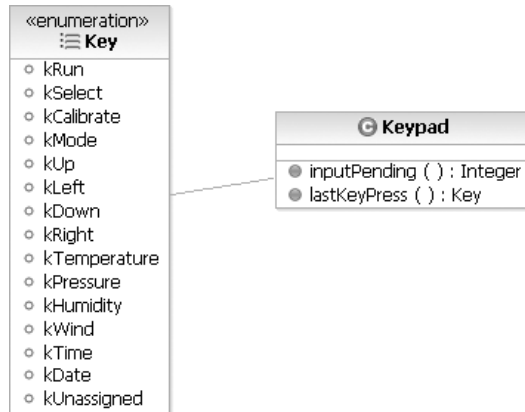 «enumeration»
Key
kRun
kSelect
kCalibrate
kMode
kUp
kLeft
kDown
kRight
kTemperature
kPressure
kHumidity
kWind
kTime
kDate
kUnassigned
C Keypad
inputPending ( ) : Integer
lastKeyPress ( ) : Key